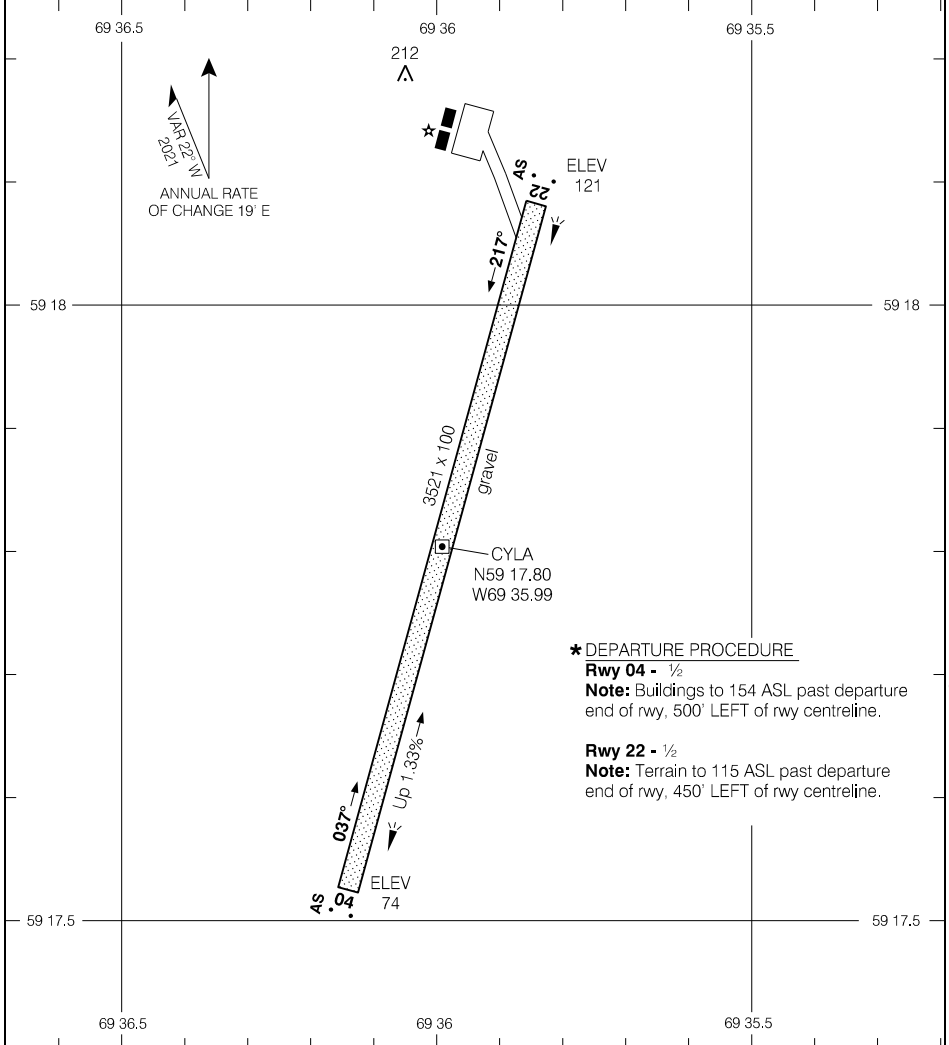 69 36.5
69 36
69 35.5
212
VAR 22° W
2021
ANNUAL RATE
OF CHANGE 19' E
AS
22
ELEV
121
217°
59 18
59 18
3521 x 100
gravel
CYLA
N59 17.80
W69 35.99
* DEPARTURE PROCEDURE
Rwy 04 - ½
Note: Buildings to 154 ASL past departure
end of rwy, 500' LEFT of rwy centreline.
Rwy 22 - ½
Note: Terrain to 115 ASL past departure
end of rwy, 450' LEFT of rwy centreline.
Up 1.33%
037°
AS
04
ELEV
74
59 17.5
59 17.5
69 36.5
69 36
69 35.5